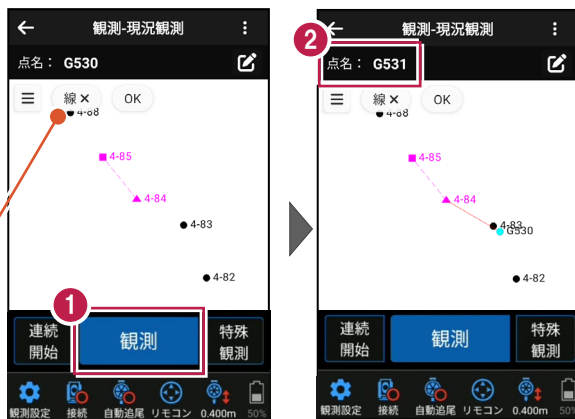 観測-現況観測
点名： G530
線 ×
OK
4-88
4-85
4-84
4-83
4-82
1
連続
開始
観測
特殊
観測
観測設定
接続
自動追尾
リモコン
0.400m
50%
2
観測-現況観測
点名： G531
線 ×
OK
4-88
4-85
4-84
4-83
G530
4-82
連続
開始
観測
特殊
観測
観測設定
接続
自動追尾
リモコン
0.400m
50%